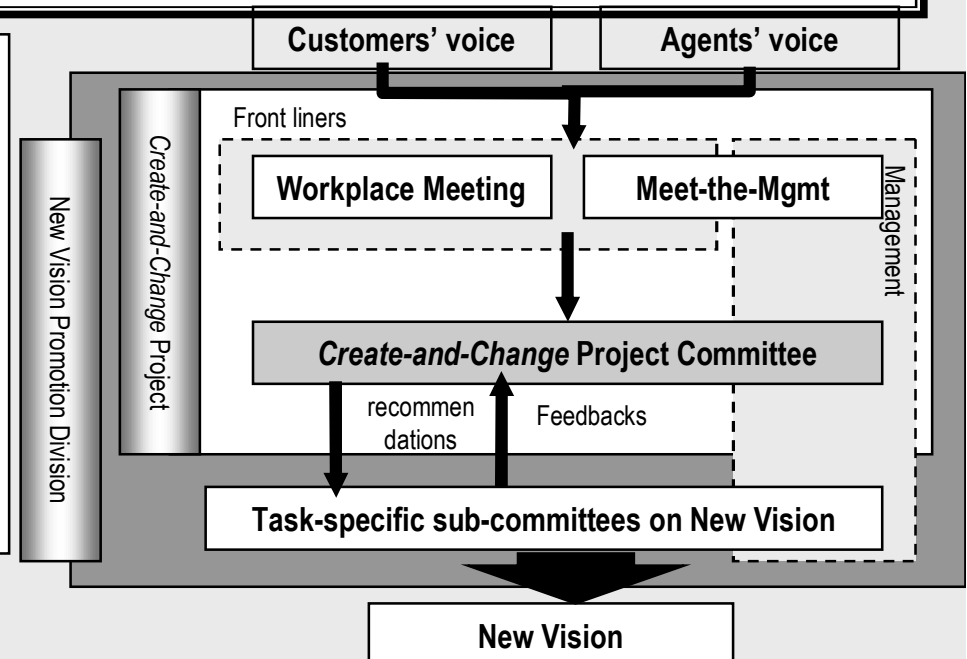 Customers’ voice
Agents’ voice
Front liners
Workplace Meeting
Meet-the-Mgmt
Management
Create-and-Change Project
New Vision Promotion Division
Create-and-Change Project Committee
recommen
dations
Feedbacks
Task-specific sub-committees on New Vision
New Vision